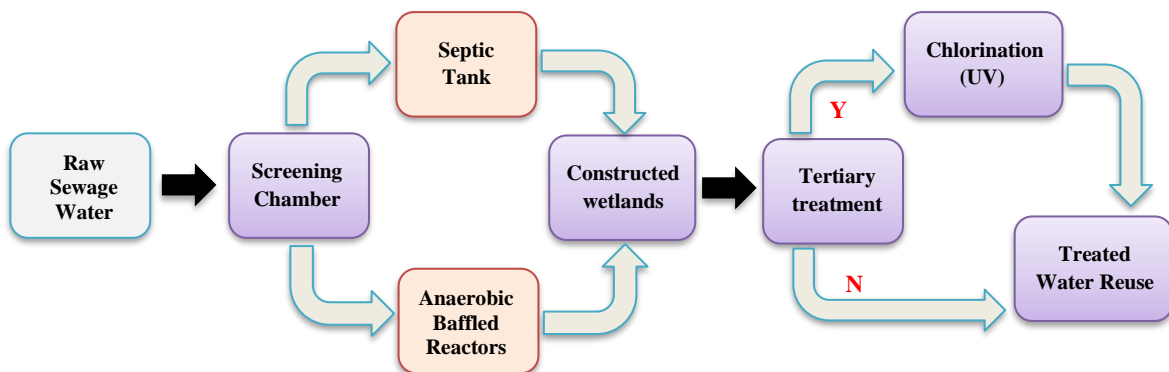 Raw
Sewage
Water
Screening
Chamber
Septic
Tank
Anaerobic
Baffled
Reactors
Constructed
wetlands
Tertiary
treatment
Y
Chlorination
(UV)
N
Treated
Water Reuse